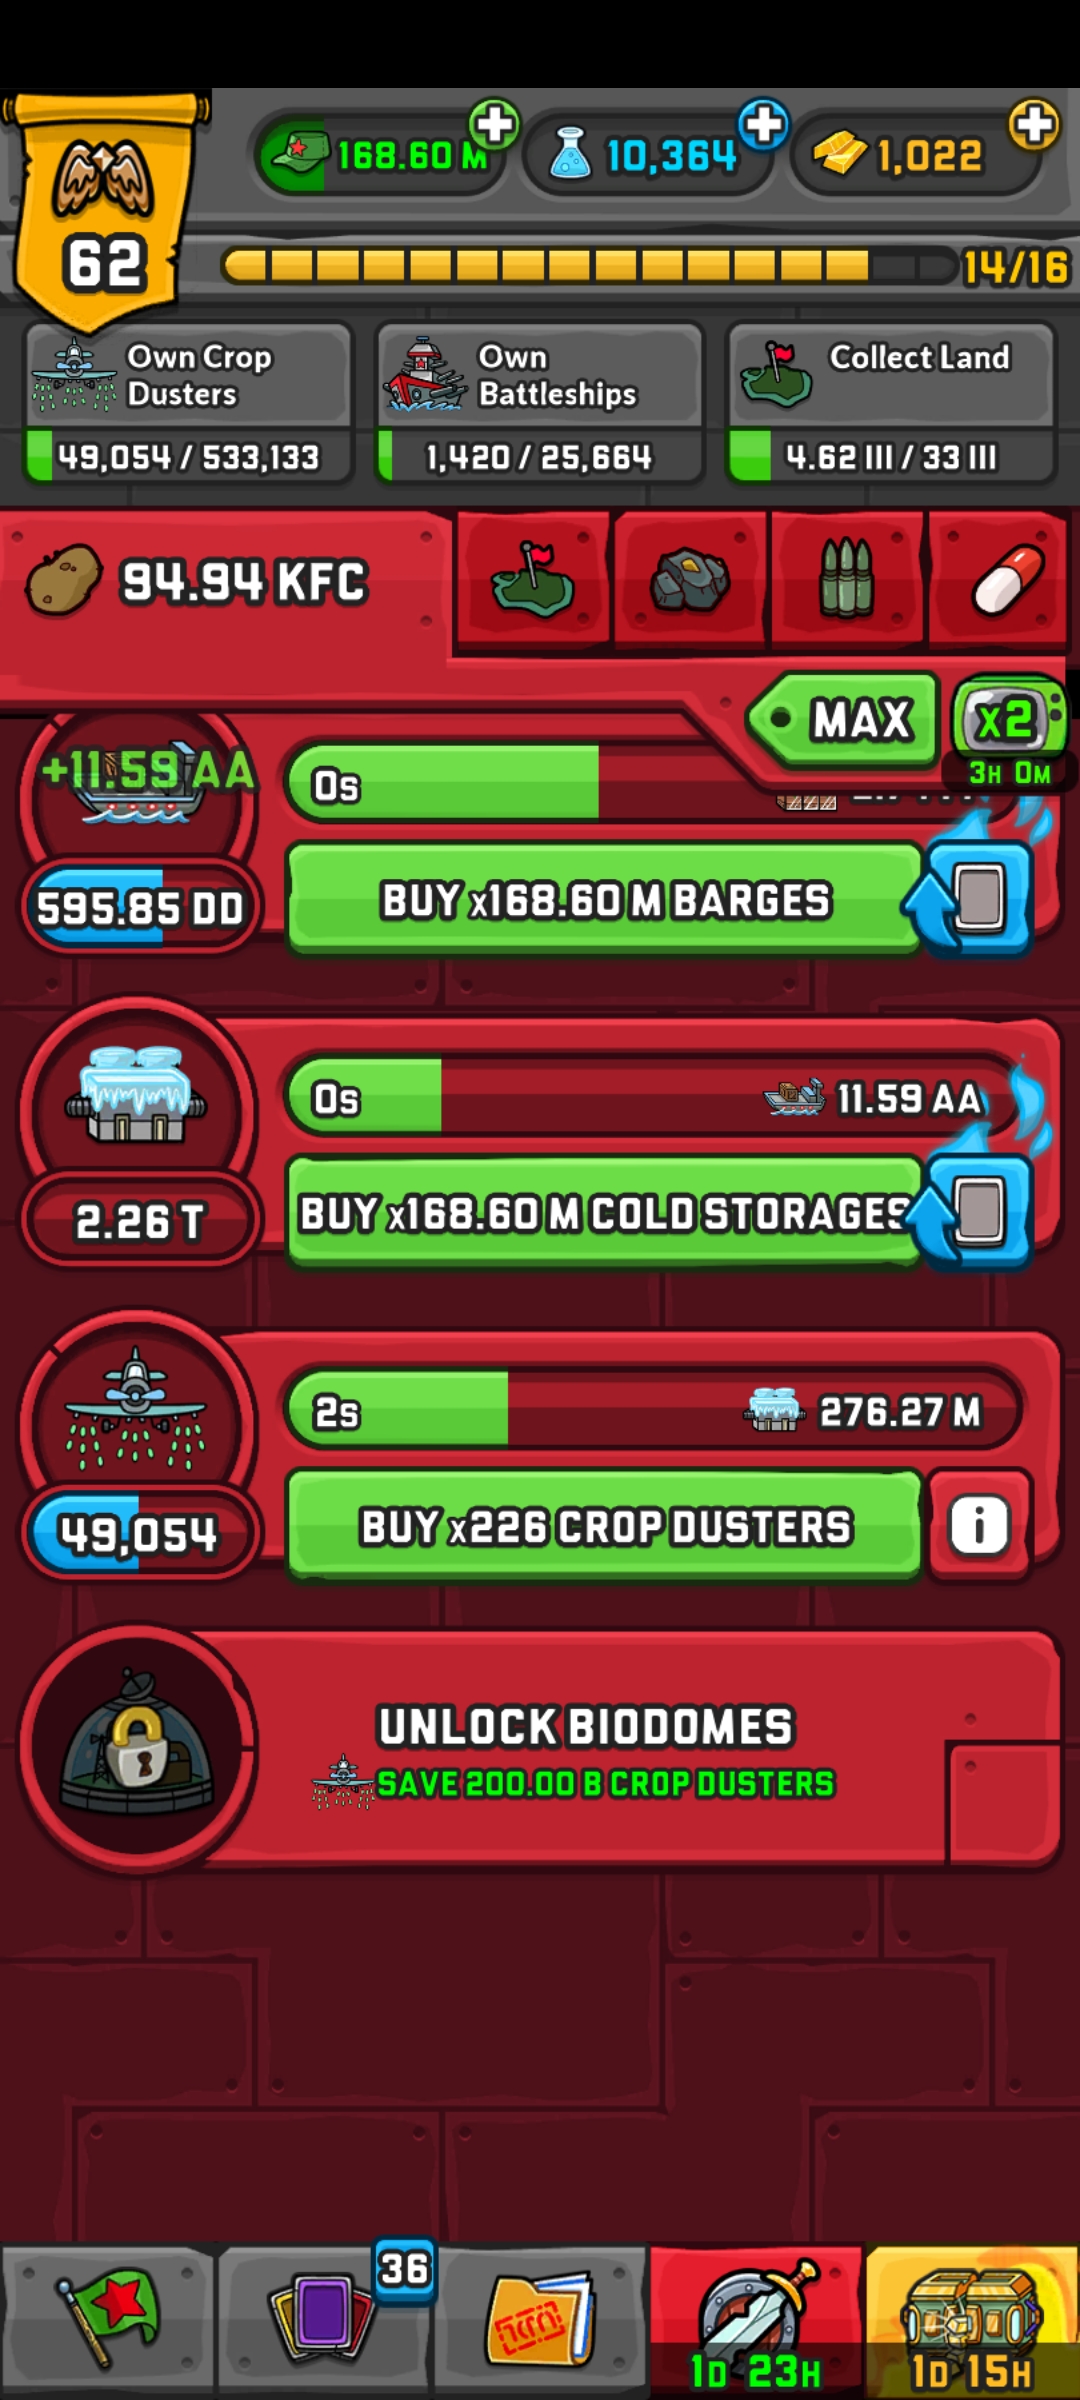 168.60 M
10,364
1,022
62
14/16
Own Crop Dusters
Own Battleships
Collect Land
49,054 / 533,133
1,420 / 25,664
4.62 III / 33 III
94.94 KFC
MAX
x2
3H 0M
+11.59 AA
0s
595.85 DD
BUY x168.60 M BARGES
0s
11.59 AA
2.26 T
BUY x168.60 M COLD STORAGES
2s
276.27 M
49,054
BUY x226 CROP DUSTERS
i
UNLOCK BIODOMES
SAVE 200.00 B CROP DUSTERS
36
1D 23H
1D 15H